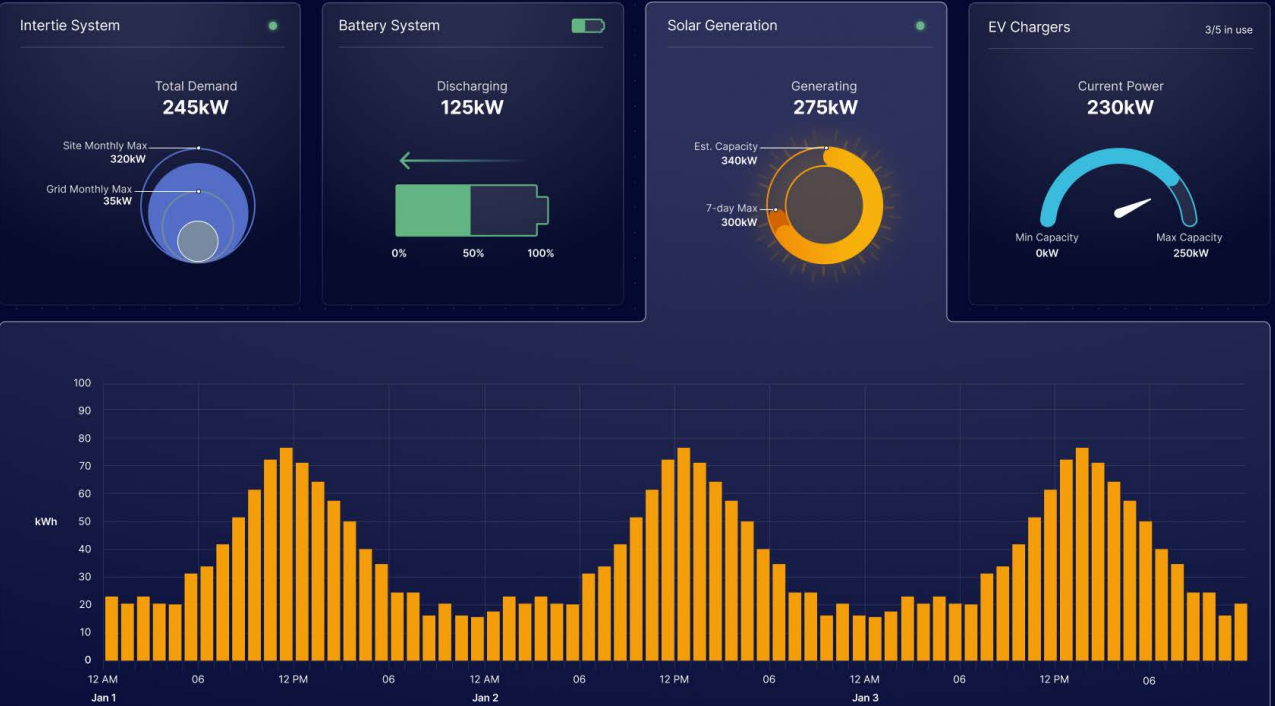 Intertie System
Total Demand
245kW
Site Monthly Max
320kW
Grid Monthly Max
35kW
Battery System
Discharging
125kW
0% 50% 100%
Solar Generation
Generating
275kW
Est. Capacity
340kW
7-day Max
300kW
EV Chargers
3/5 in use
Current Power
230kW
Min Capacity Max Capacity
0kW 250kW
100
90
80
70
60
kWh 50
40
30
20
10
0
12 AM 06 12 PM 06 12 AM 06 12 PM 06 12 AM 06 12 PM 06
Jan 1 Jan 2 Jan 3